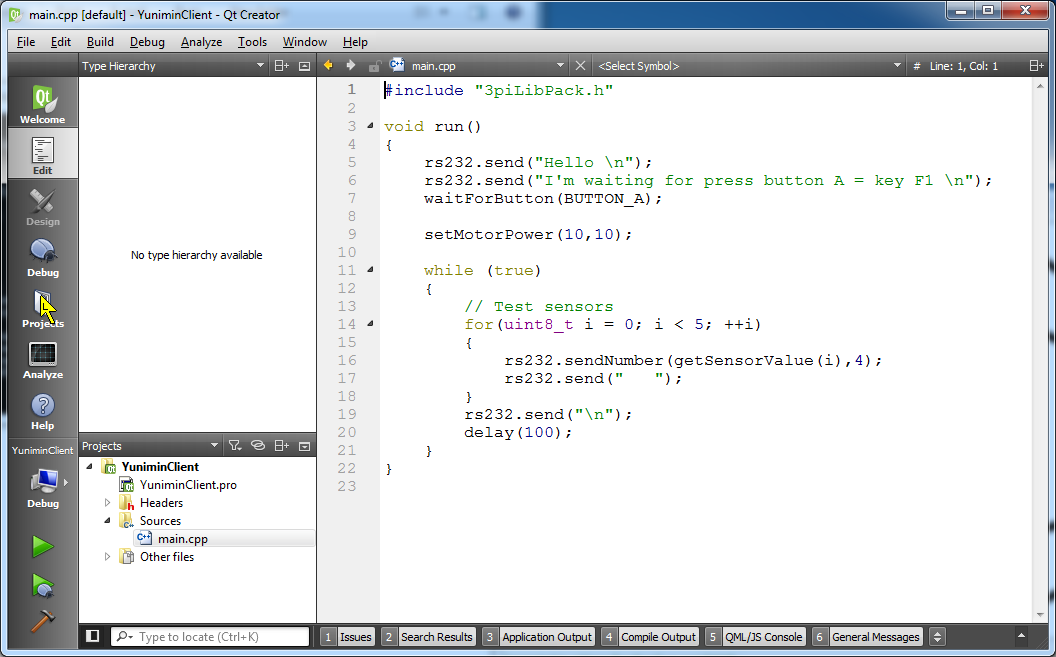 main.cpp [default] - YuniminClient - Qt Creator
File Edit Build Debug Analyze Tools Window Help
Type Hierarchy
main.cpp
<Select Symbol>
# Line: 1, Col: 1
Qt
Welcome
Edit
Design
Debug
Projects
Analyze
Help
YuniminClient
Debug
No type hierarchy available
1 #include "3piLibPack.h"
2
3 void run()
4 {
5     rs232.send("Hello \n");
6     rs232.send("I'm waiting for press button A = key F1 \n");
7     waitForButton(BUTTON_A);
8
9     setMotorPower(10,10);
10
11     while (true)
12     {
13         // Test sensors
14         for(uint8_t i = 0; i < 5; ++i)
15         {
16             rs232.sendNumber(getSensorValue(i),4);
17             rs232.send("   ");
18         }
19         rs232.send("\n");
20         delay(100);
21     }
22 }
23
Projects
YuniminClient
YuniminClient.pro
Headers
Sources
main.cpp
Other files
Type to locate (Ctrl+K)
1 Issues 2 Search Results 3 Application Output 4 Compile Output 5 QML/JS Console 6 General Messages